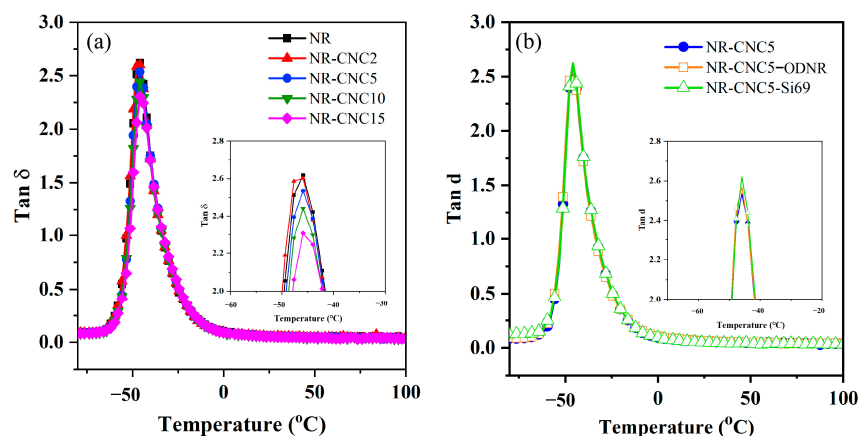 (a)
NR
NR-CNC2
NR-CNC5
NR-CNC10
NR-CNC15
Tan δ
3.0
2.5
2.0
1.5
1.0
0.5
0.0
−50
0
50
100
Temperature (°C)
Tan δ
2.8
2.6
2.4
2.2
2.0
−60
−50
−40
−30
Temperature (°C)
(b)
NR-CNC5
NR-CNC5−ODNR
NR-CNC5-Si69
Tan d
3.0
2.5
2.0
1.5
1.0
0.5
0.0
−50
0
50
100
Temperature (°C)
Tan d
2.8
2.6
2.4
2.2
2.0
−60
−40
−20
Temperature (°C)